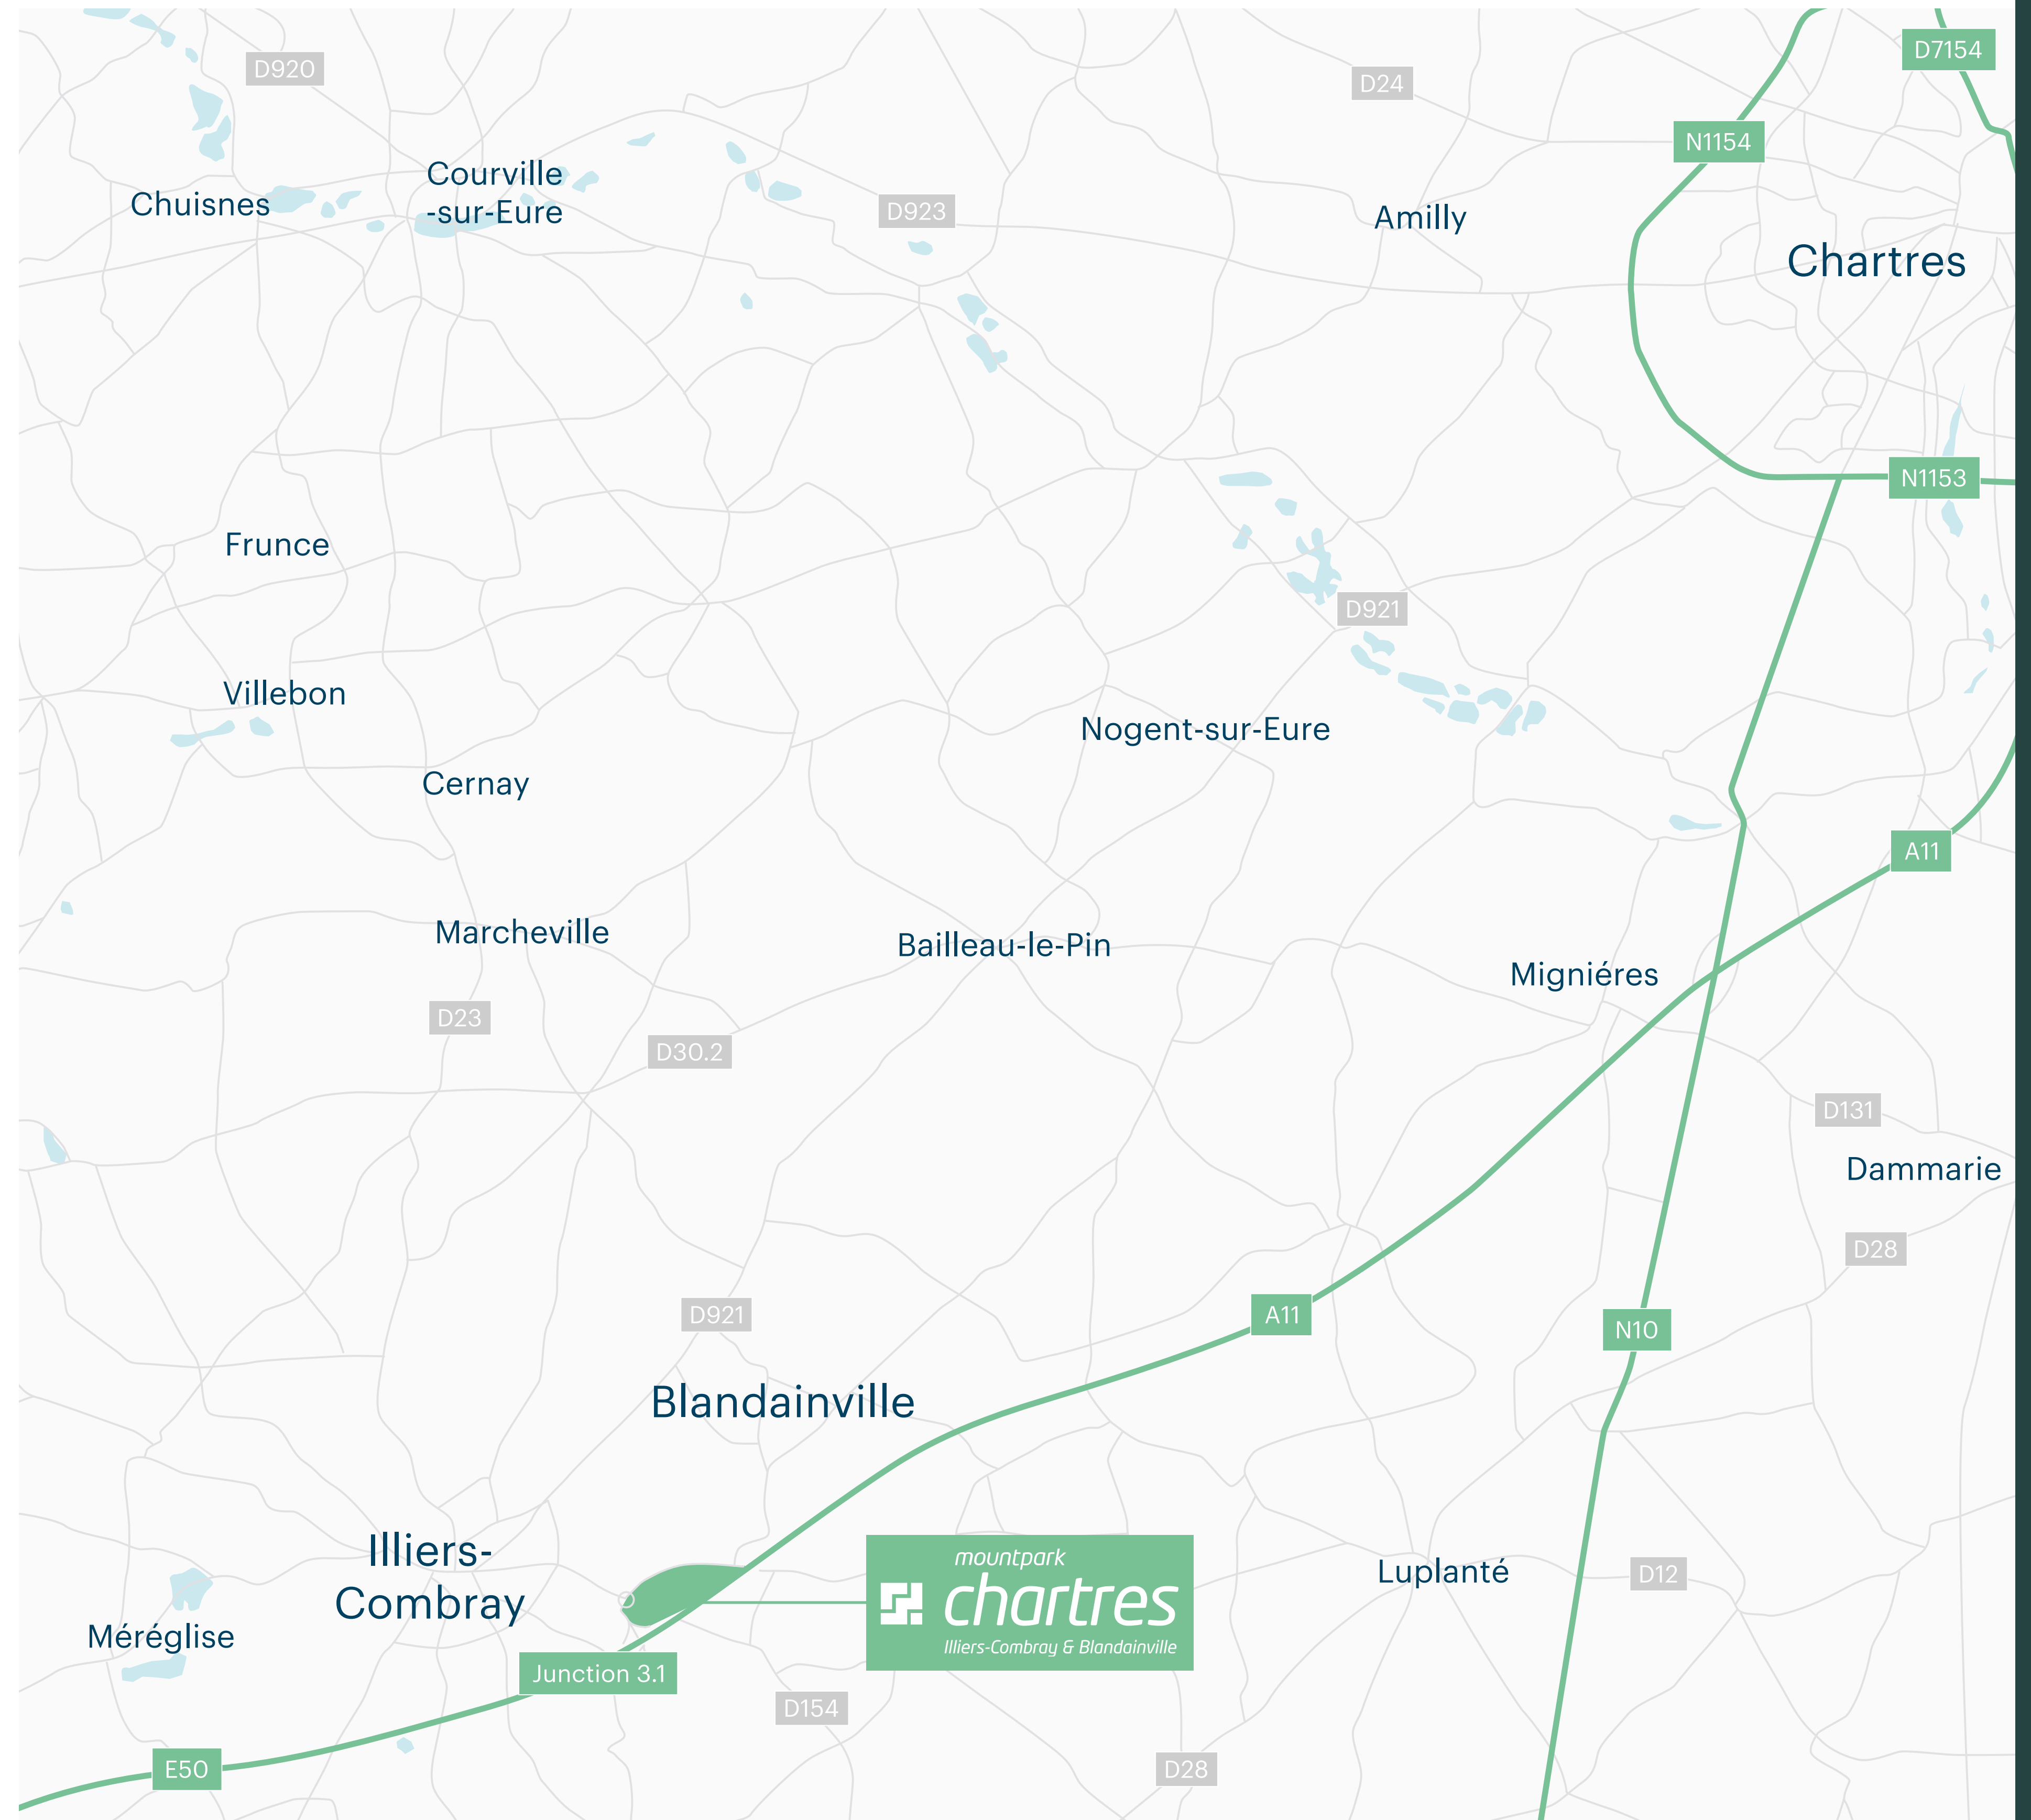 D7154
D920
D24
N1154
Courville
-sur-Eure
Chuisnes
D923
Amilly
Chartres
N1153
Frunce
D921
Villebon
Nogent-sur-Eure
Cernay
A11
Marcheville
Bailleau-le-Pin
Migniéres
D23
D30.2
D131
Dammarie
D28
D921
A11
N10
Blandainville
Illiers-
Combray
mountpark
chartres
Illiers-Combray & Blandainville
Luplanté
D12
Méréglise
Junction 3.1
D154
E50
D28